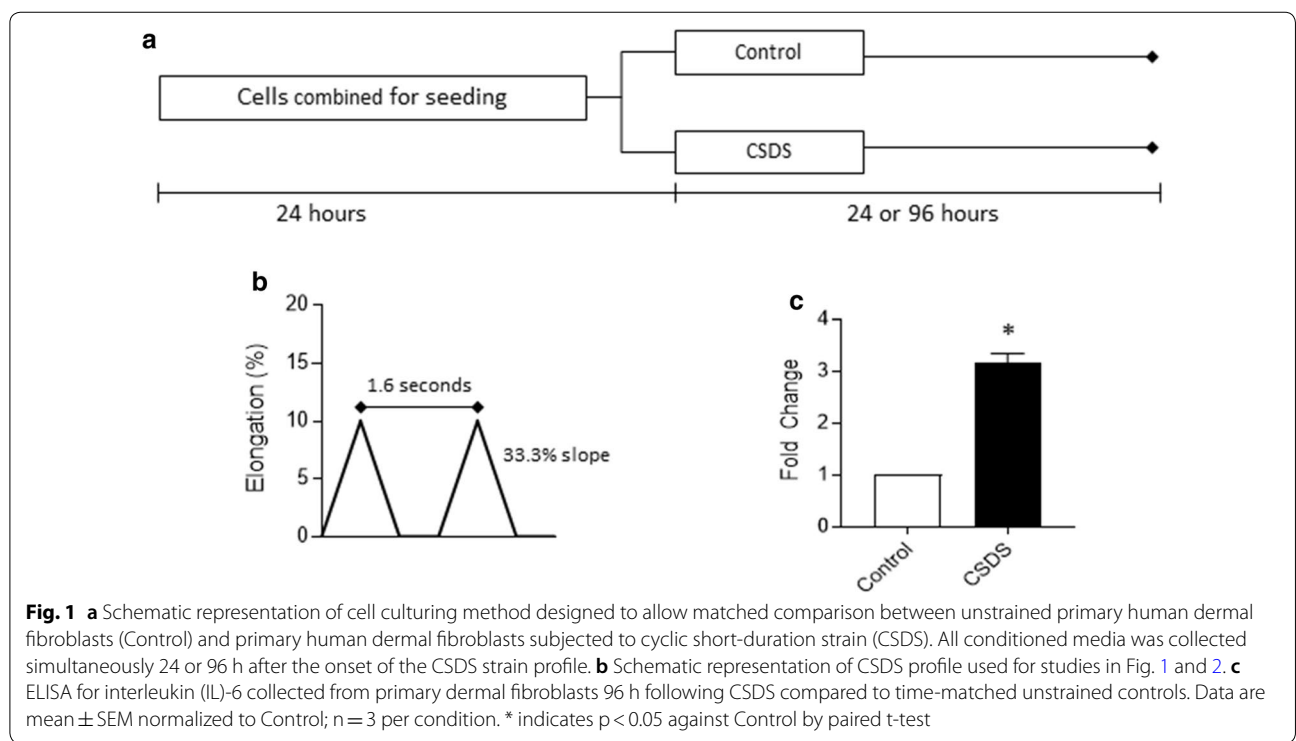 a
Control
Cells combined for seeding
CSDS
24 hours
24 or 96 hours
b
20
15
10
5
0
Elongation (%)
1.6 seconds
33.3% slope
c
4
3
2
1
0
Fold Change
*
Control
CSDS
Fig. 1 a Schematic representation of cell culturing method designed to allow matched comparison between unstrained primary human dermal
fibroblasts (Control) and primary human dermal fibroblasts subjected to cyclic short-duration strain (CSDS). All conditioned media was collected
simultaneously 24 or 96 h after the onset of the CSDS strain profile. b Schematic representation of CSDS profile used for studies in Fig. 1 and 2. c
ELISA for interleukin (IL)-6 collected from primary dermal fibroblasts 96 h following CSDS compared to time-matched unstrained controls. Data are
mean ± SEM normalized to Control; n = 3 per condition. * indicates p < 0.05 against Control by paired t-test